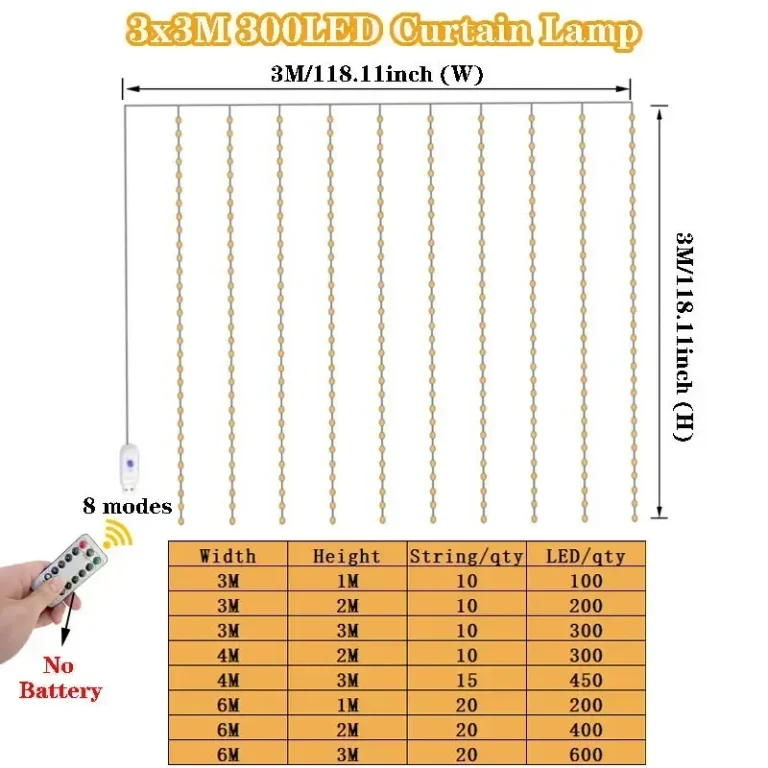 3x3M 300LED Curtain Lamp
3M/118.11inch (W)
3M/118.11inch (H)
8 modes
No
Battery
Width Height String/qty LED/qty
3M 1M 10 100
3M 2M 10 200
3M 3M 10 300
4M 2M 10 300
4M 3M 15 450
6M 1M 20 200
6M 2M 20 400
6M 3M 20 600